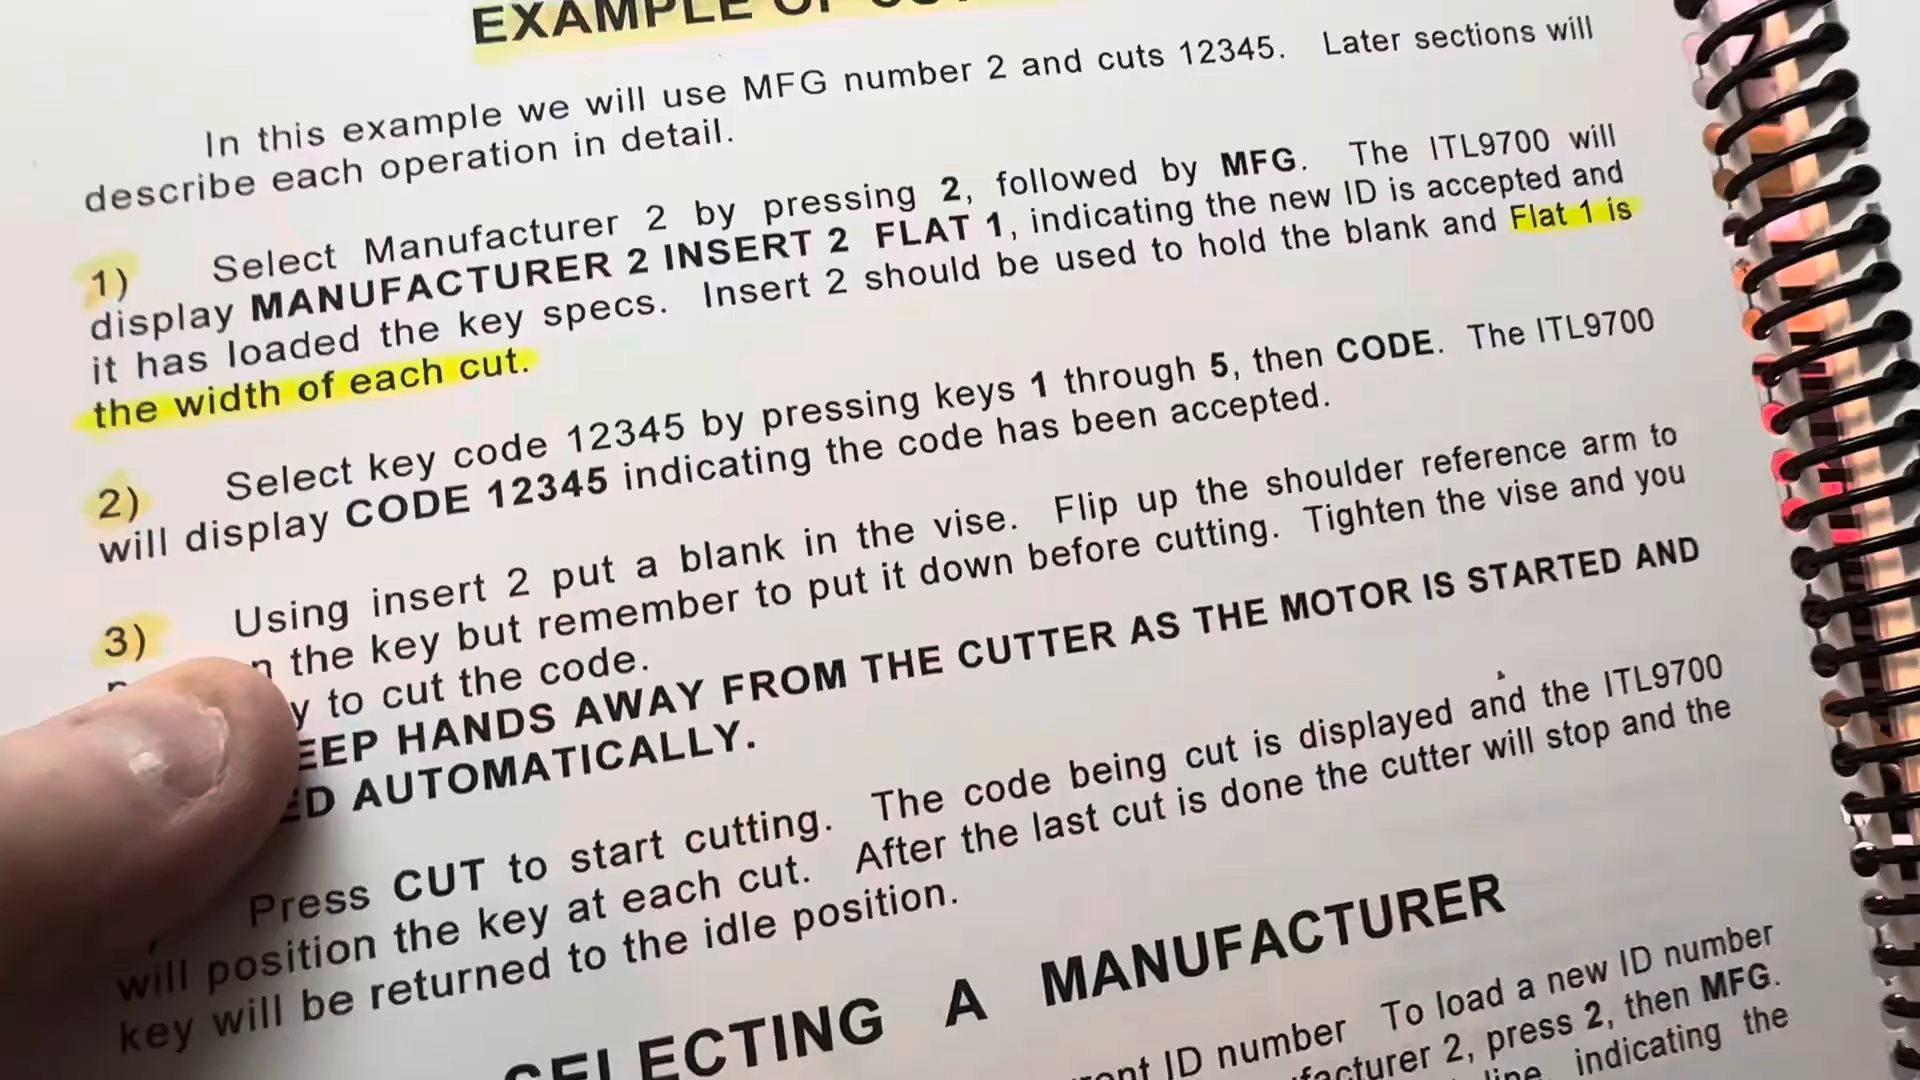 EXAMPLE OF
In this example we will use MFG number 2 and cuts 12345. Later sections will
describe each operation in detail.
1) Select Manufacturer 2 by pressing 2, followed by MFG. The ITL9700 will
display MANUFACTURER 2 INSERT 2 FLAT 1, indicating the new ID is accepted and
it has loaded the key specs. Insert 2 should be used to hold the blank and Flat 1 is
the width of each cut.
2) Select key code 12345 by pressing keys 1 through 5, then CODE. The ITL9700
will display CODE 12345 indicating the code has been accepted.
3) Using insert 2 put a blank in the vise. Flip up the shoulder reference arm to
the key but remember to put it down before cutting. Tighten the vise and you
to cut the code.
HANDS AWAY FROM THE CUTTER AS THE MOTOR IS STARTED AND
AUTOMATICALLY.
Press CUT to start cutting. The code being cut is displayed and the ITL9700
will position the key at each cut. After the last cut is done the cutter will stop and the
key will be returned to the idle position.
SELECTING A MANUFACTURER
ID number To load a new ID number
2, press 2, then MFG.
indicating the